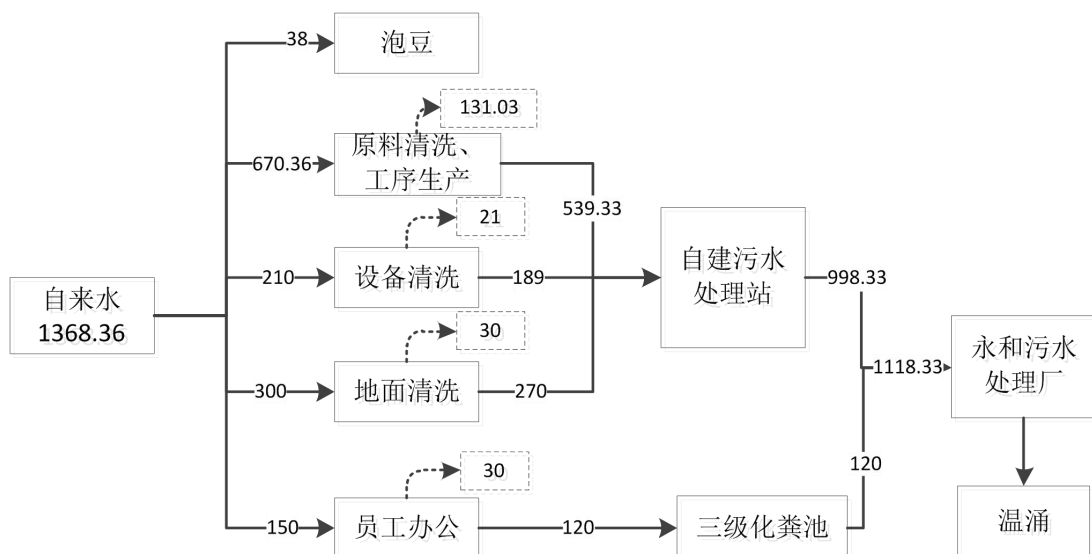 38
泡豆
131.03
670.36
原料清洗、
工序生产
539.33
21
210
设备清洗
189
自建污水
处理站
998.33
自来水
1368.36
30
300
地面清洗
270
1118.33
永和污水
处理厂
30
120
150
员工办公
120
三级化粪池
温涌